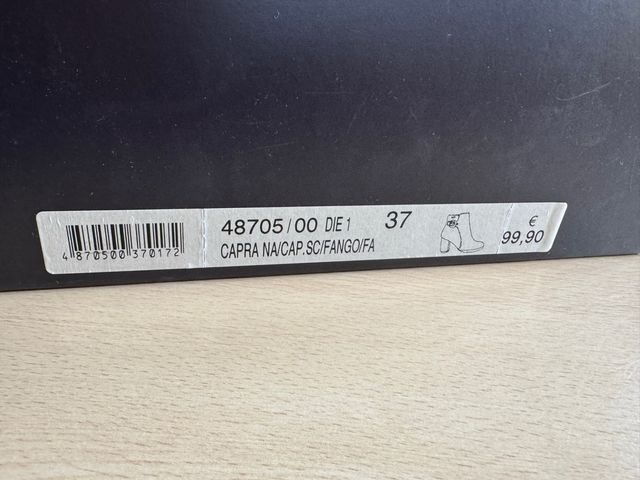 48705/00 DIE 1 37
CAPRA NA/CAP.SC/FANGO/FA
4 870500 370172
€
99,90